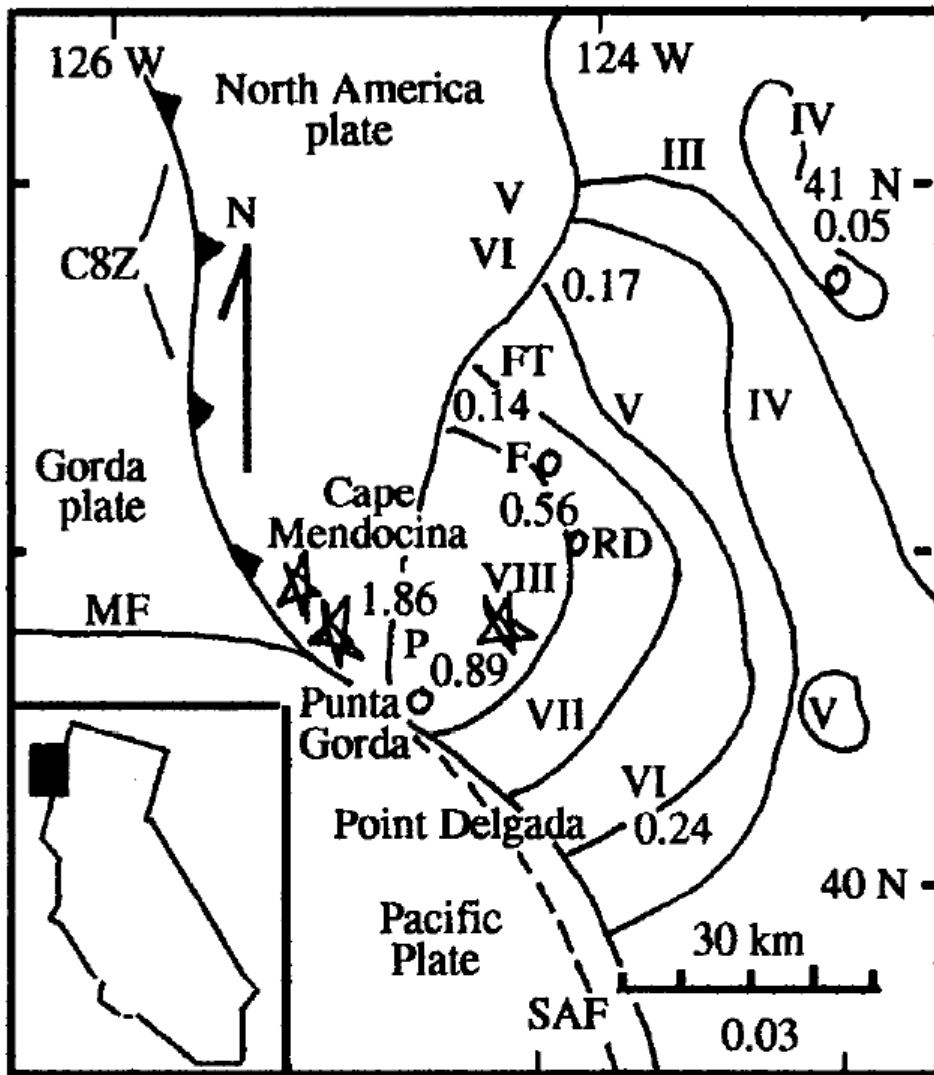 126 W
124 W
North America
plate
IV
III
41 N
0.05
V
N
VI
C8Z
0.17
FT
0.14
V
IV
F
Gorda
plate
Cape
Mendocina
0.56
RD
VIII
1.86
MF
P
0.89
Punta
Gorda
VII
V
VI
Point Delgada
0.24
40 N
Pacific
Plate
30 km
SAF
0.03